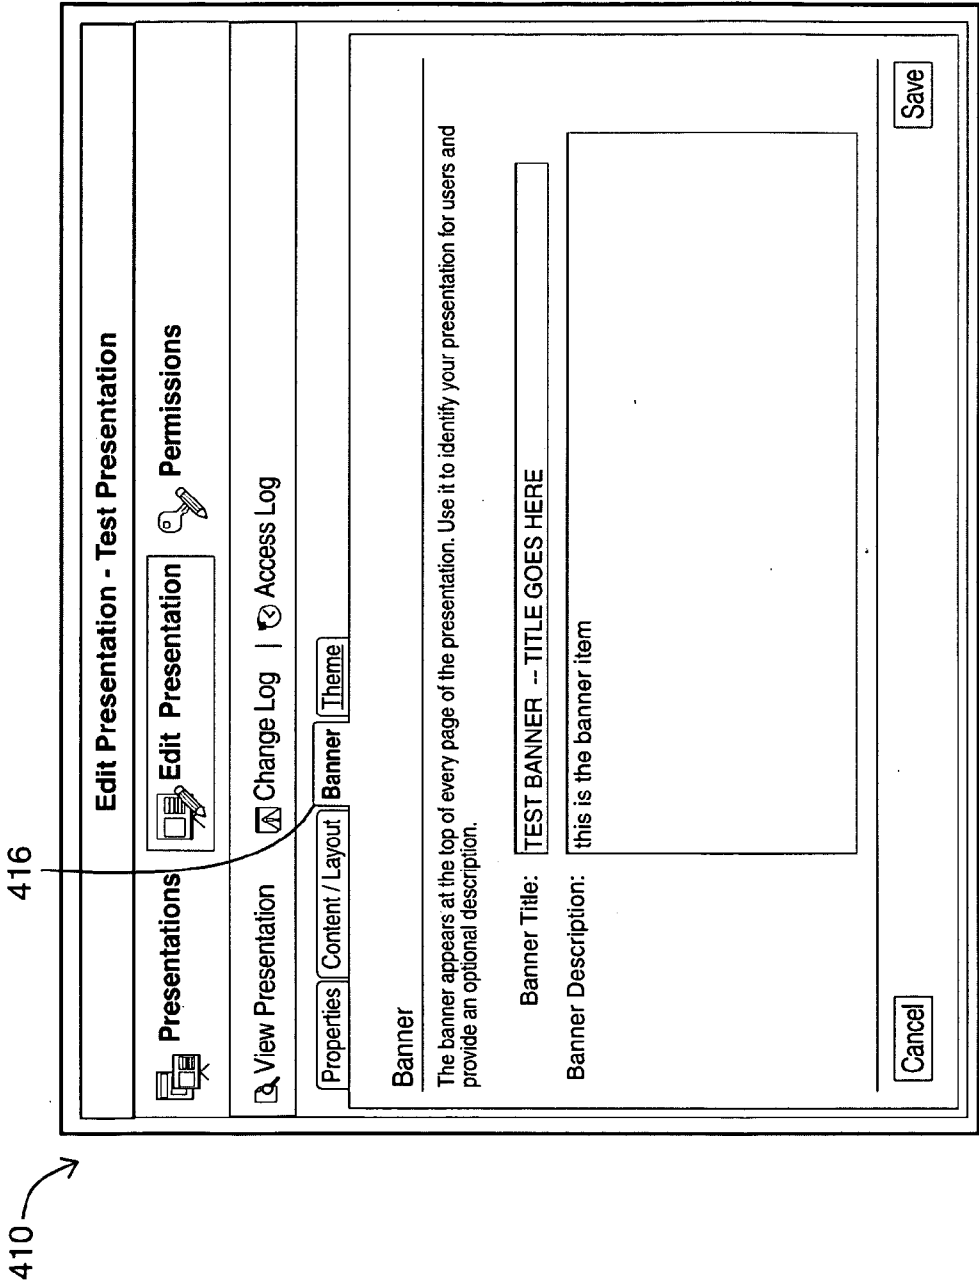 410
416
Edit Presentation - Test Presentation
Presentations Edit Presentation Permissions
View Presentation Change Log | Access Log
Properties Content / Layout Banner Theme
Banner
The banner appears at the top of every page of the presentation. Use it to identify your presentation for users and
provide an optional description.
Banner Title: TEST BANNER -- TITLE GOES HERE
Banner Description: this is the banner item
Cancel Save